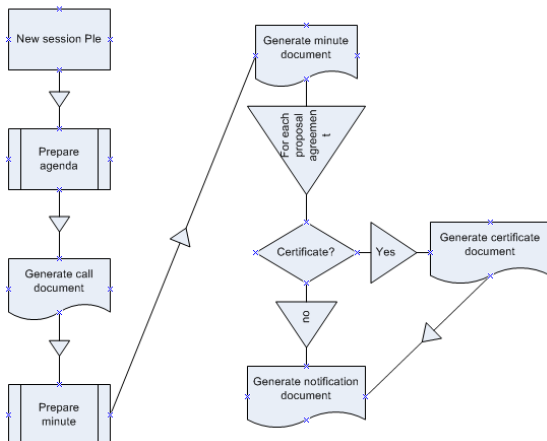 New session Ple
Prepare
agenda
Generate call
document
Prepare
minute
Generate minute
document
For each
proposal
agreemen
t
Certificate?
Yes
Generate certificate
document
no
Generate notification
document